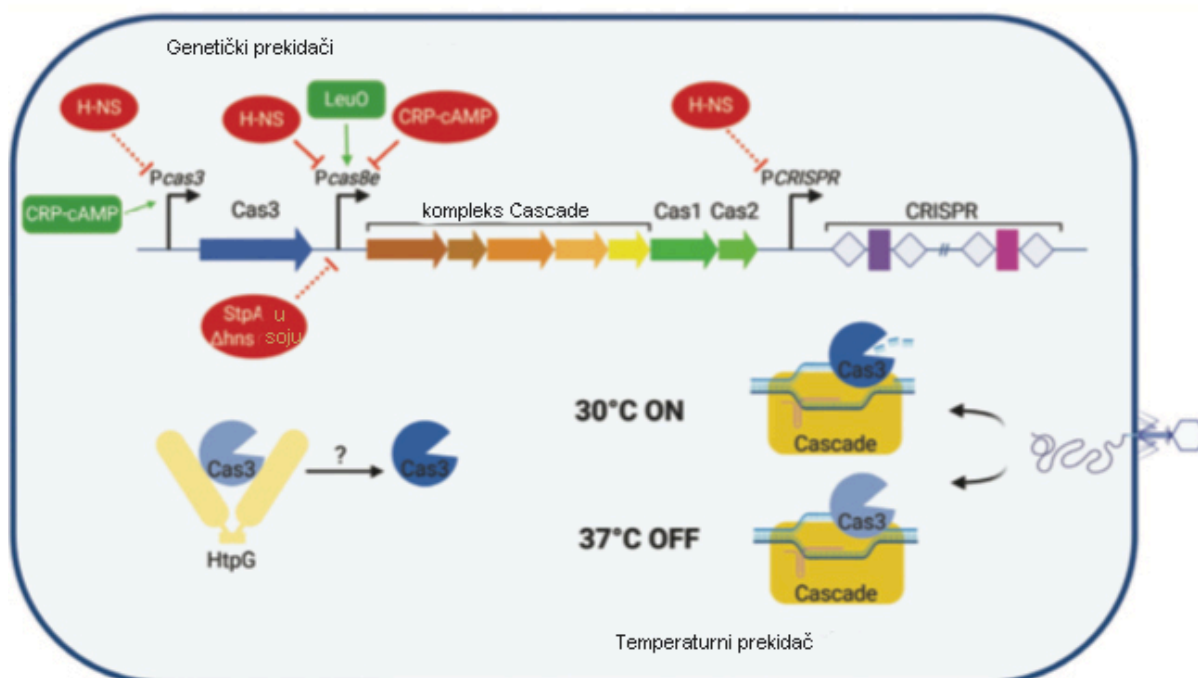 Genetički prekidači
H-NS
H-NS
LeuO
CRP-cAMP
H-NS
Pcas3
Pcas8e
PCRISPR
CRP-cAMP
Cas3
kompleks Cascade
Cas1 Cas2
CRISPR
StpA u
Δhns soju
Cas3
?
Cas3
HtpG
30°C ON
Cas3
Cascade
37°C OFF
Cas3
Cascade
Temperaturni prekidač